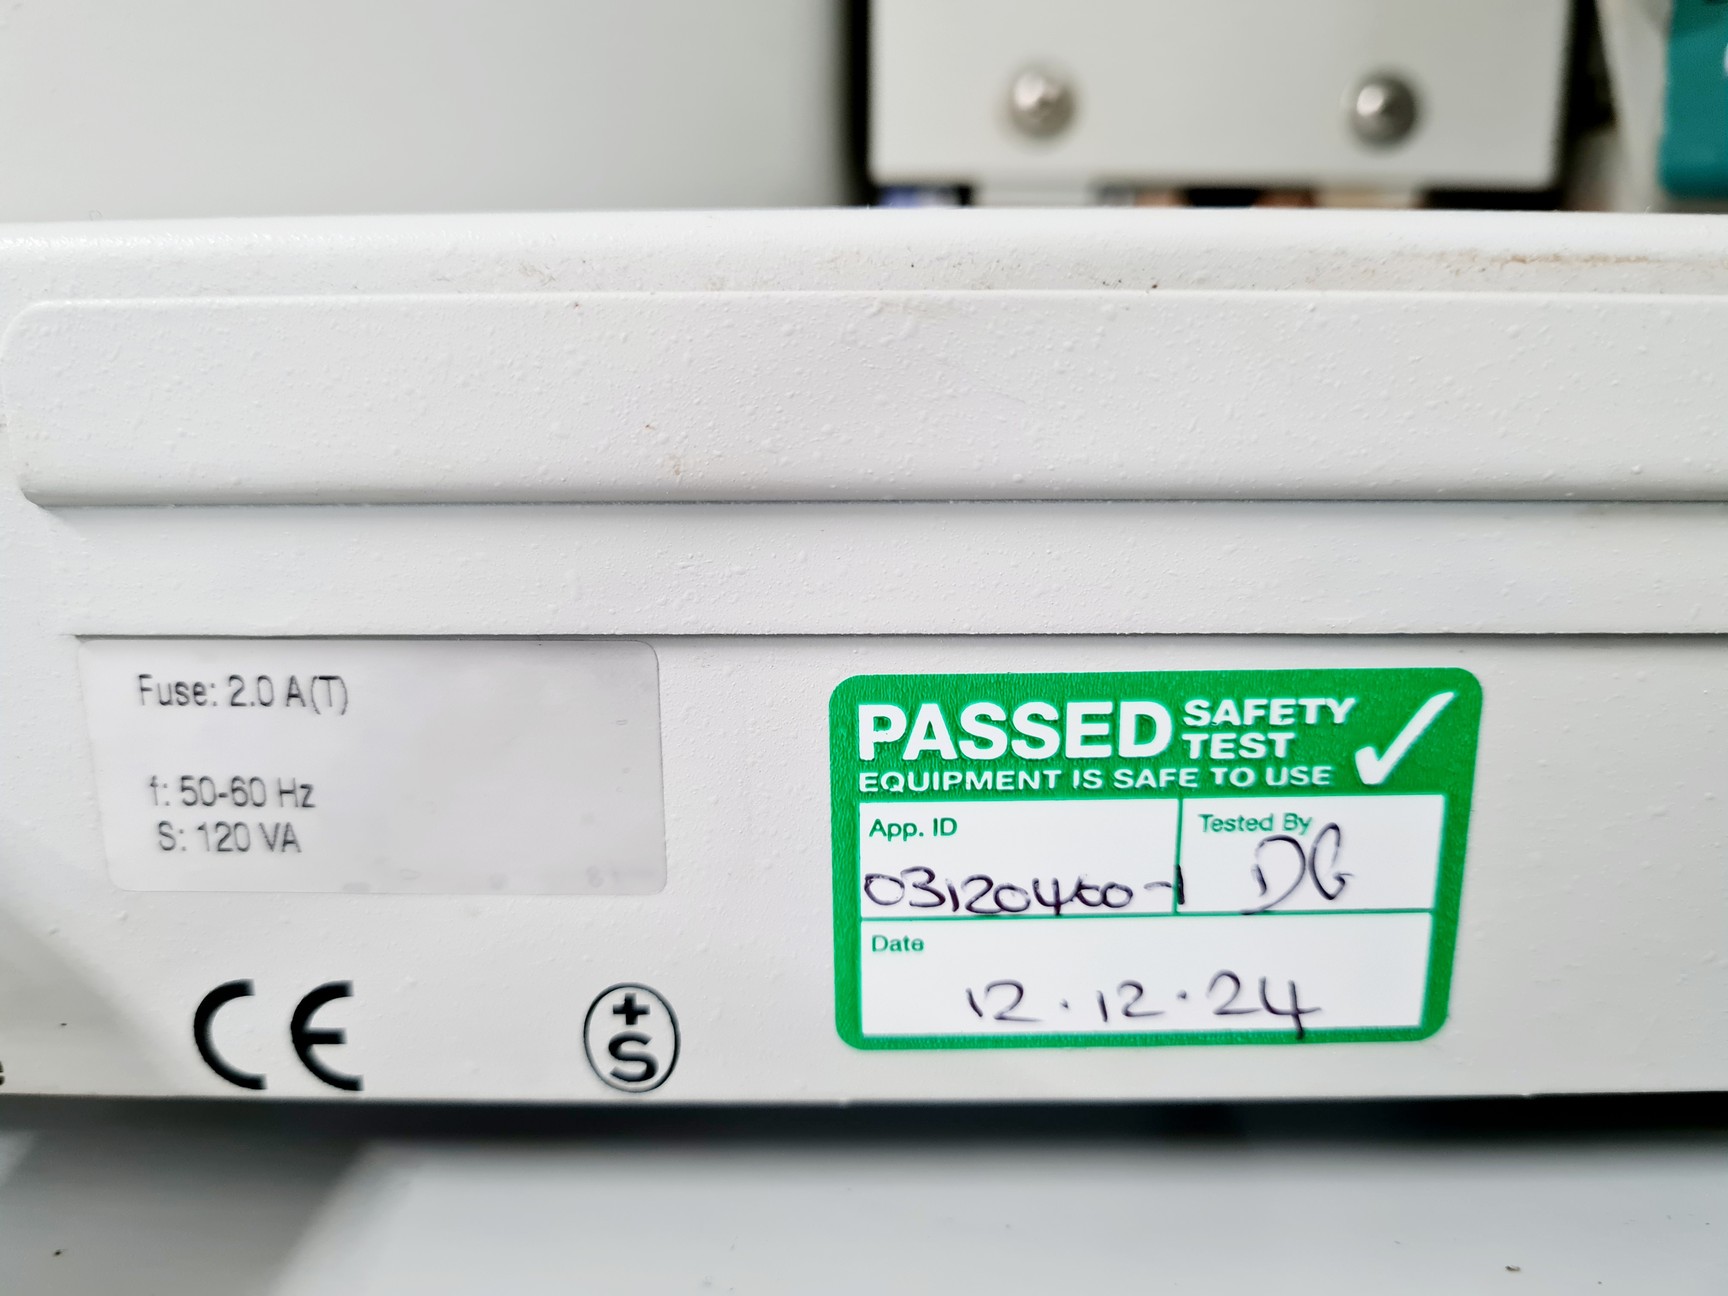 Fuse: 2.0 A(T)
f: 50-60 Hz
S: 120 VA
CE
+
S
PASSED SAFETY TEST
EQUIPMENT IS SAFE TO USE
App. ID
03120460-1
Tested By
DG
Date
12.12.24